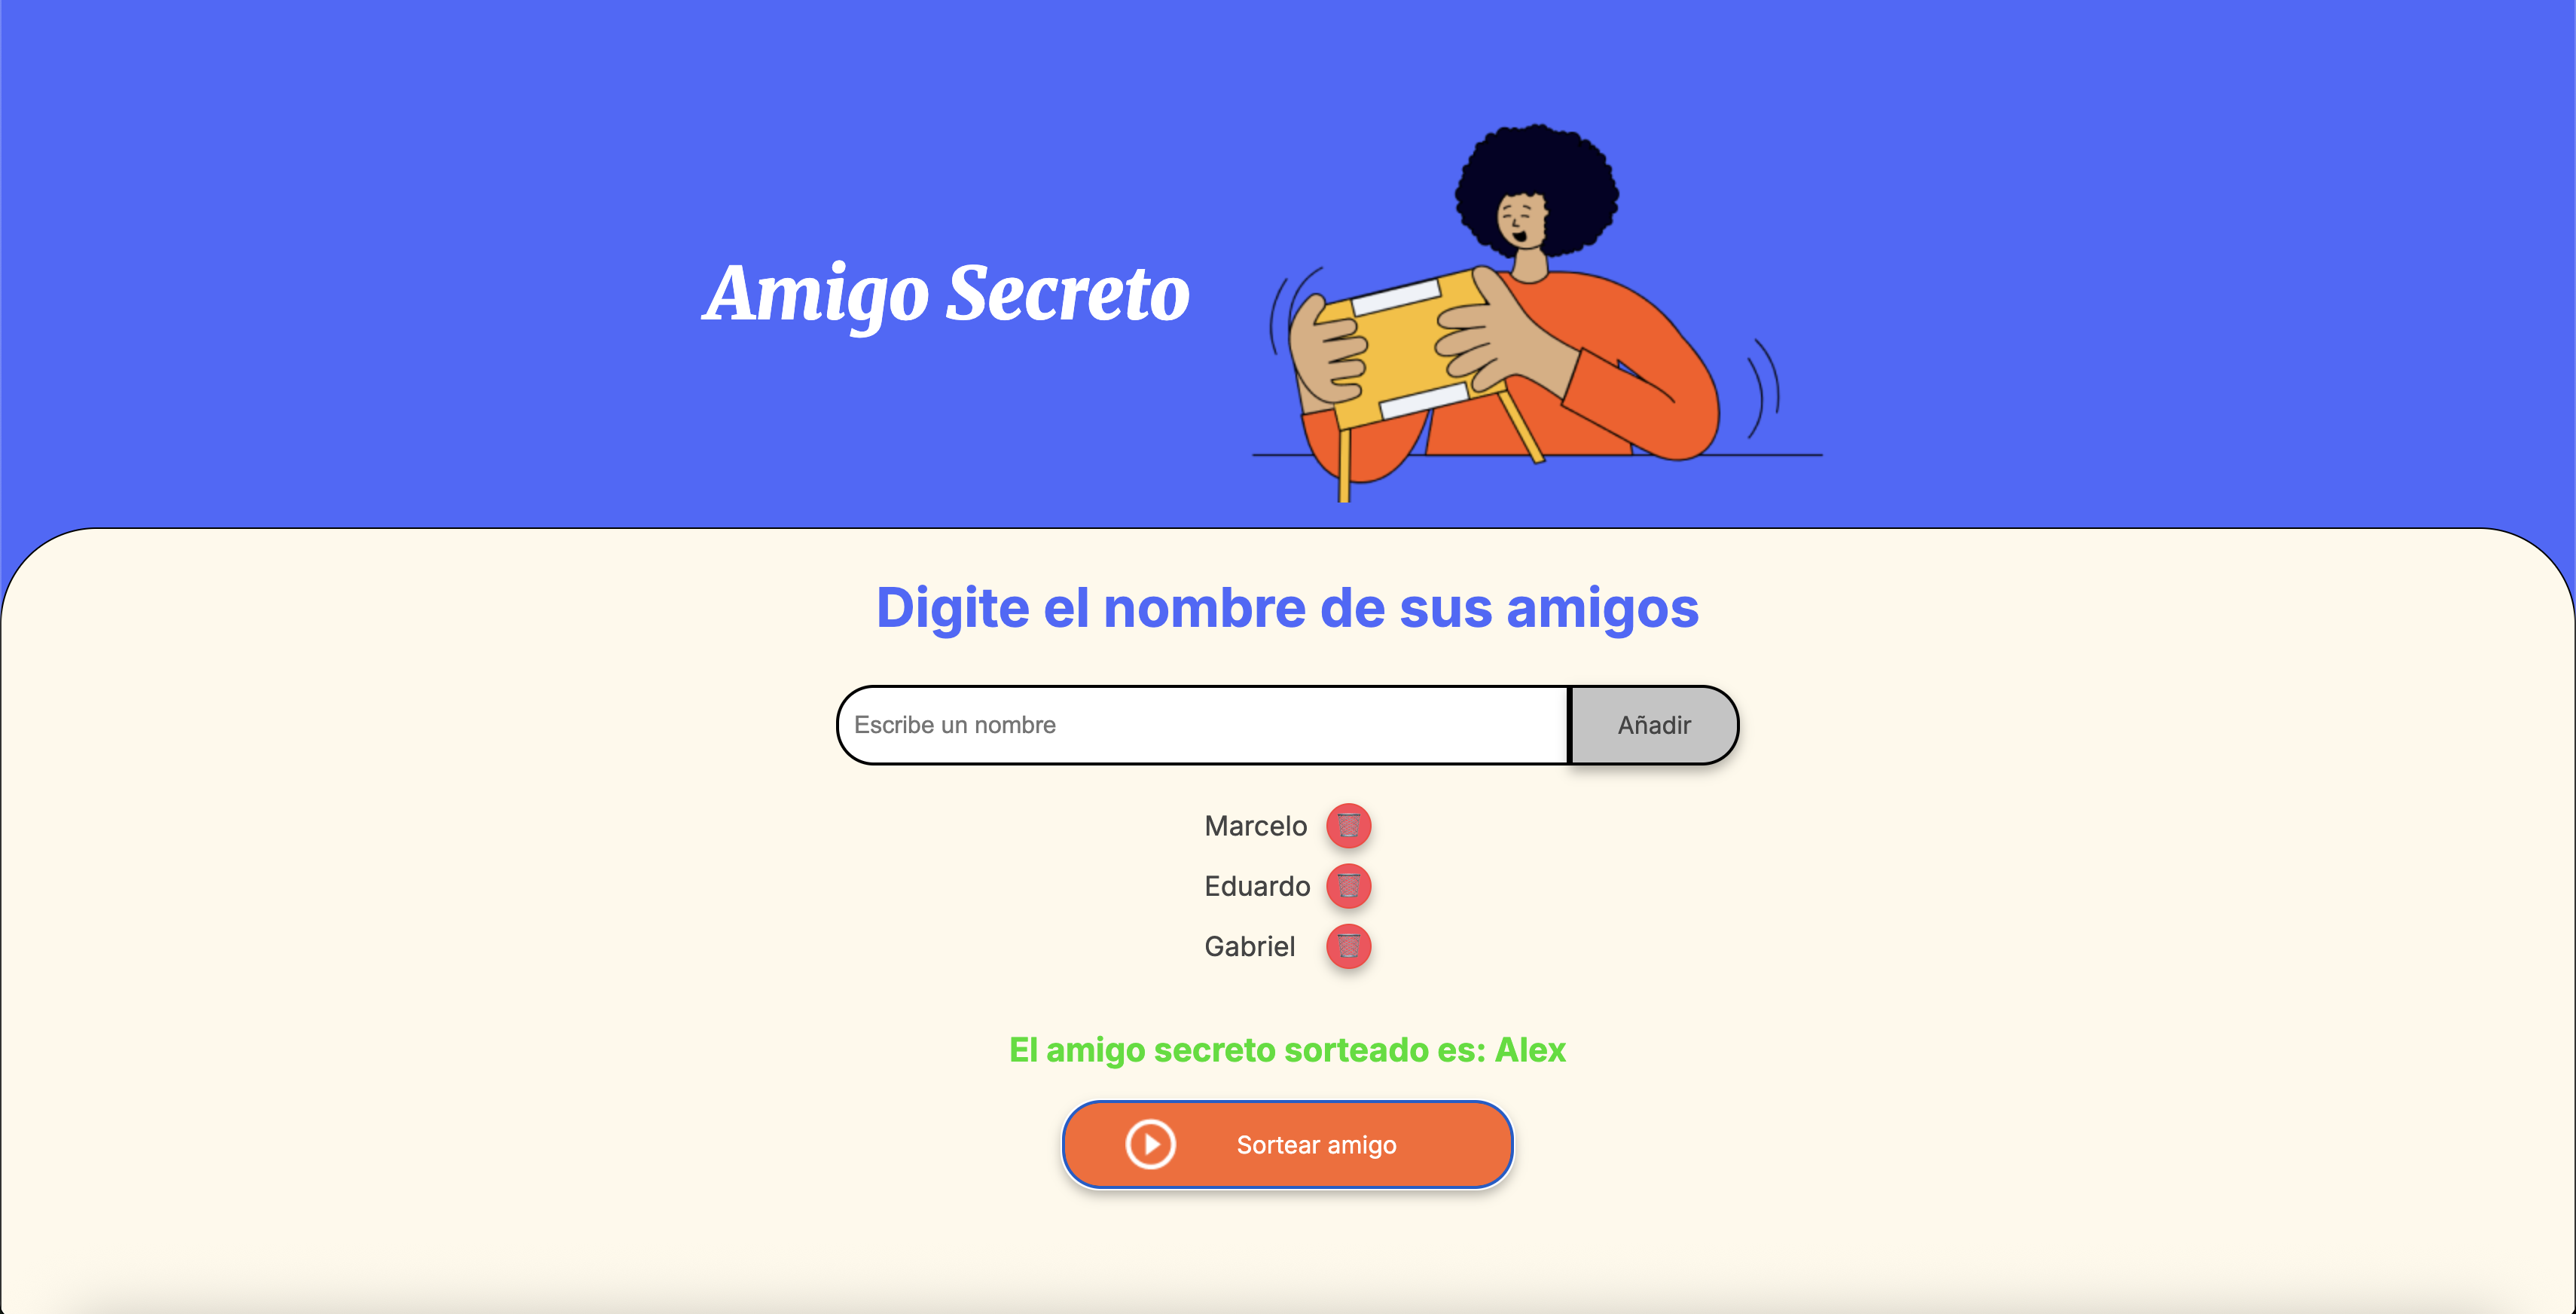 Amigo Secreto
Digite el nombre de sus amigos
Escribe un nombre
Añadir
Marcelo
Eduardo
Gabriel
El amigo secreto sorteado es: Alex
Sortear amigo